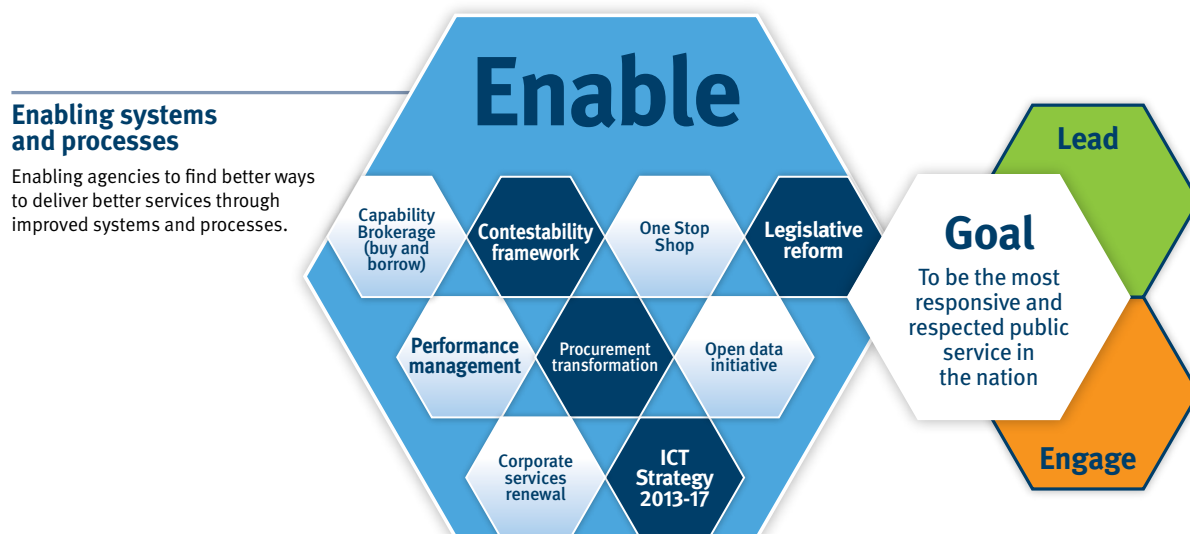 Enable
Enabling systems
and processes
Enabling agencies to find better ways
to deliver better services through
improved systems and processes.
Capability
Brokerage
(buy and
borrow)
Contestability
framework
One Stop
Shop
Legislative
reform
Performance
management
Procurement
transformation
Open data
initiative
Corporate
services
renewal
ICT
Strategy
2013-17
Lead
Goal
To be the most
responsive and
respected public
service in
the nation
Engage